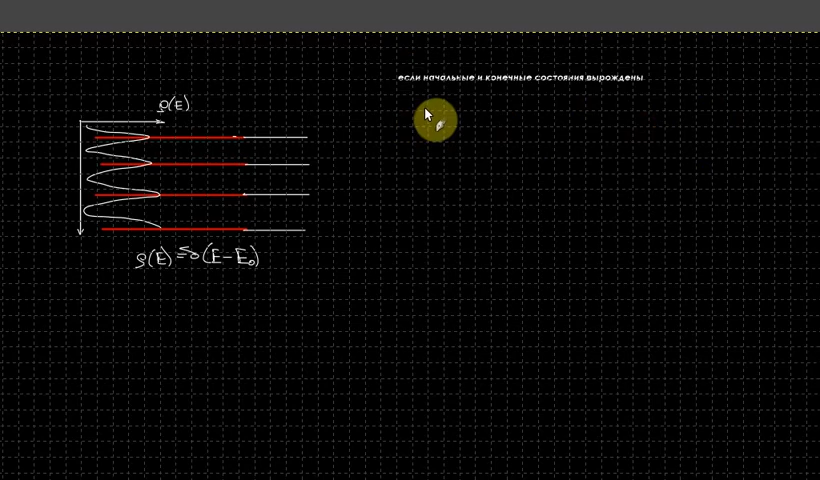 ρ(E)
если начальные и конечные состояния вырождены
ρ(E)=δ(E-E₀)